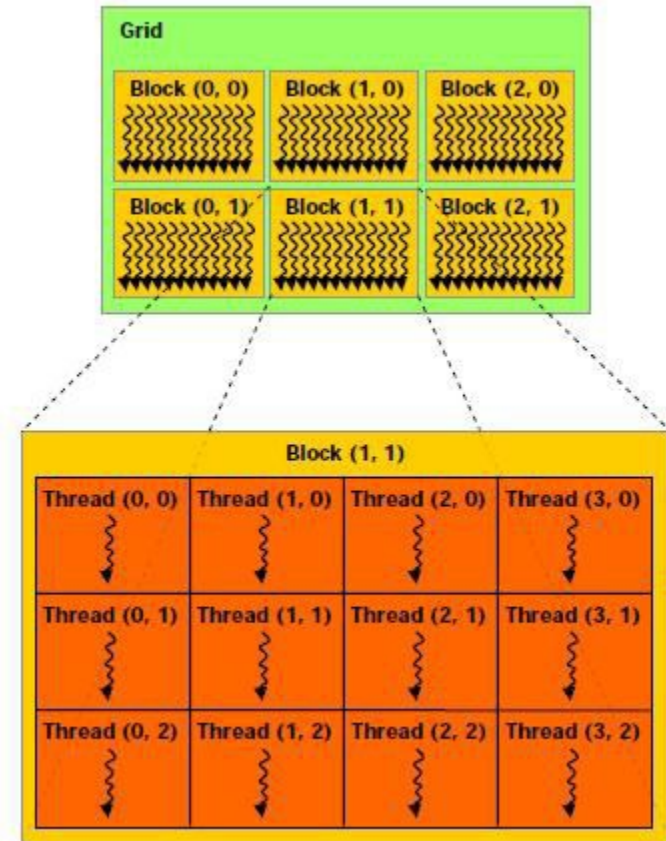 Grid
Block (0, 0) Block (1, 0) Block (2, 0)
Block (0, 1) Block (1, 1) Block (2, 1)
Block (1, 1)
Thread (0, 0) Thread (1, 0) Thread (2, 0) Thread (3, 0)
Thread (0, 1) Thread (1, 1) Thread (2, 1) Thread (3, 1)
Thread (0, 2) Thread (1, 2) Thread (2, 2) Thread (3, 2)